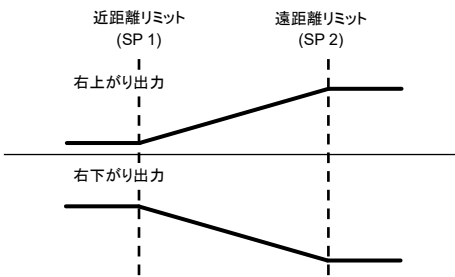 近距離リミット
(SP 1)
遠距離リミット
(SP 2)
右上がり出力
右下がり出力